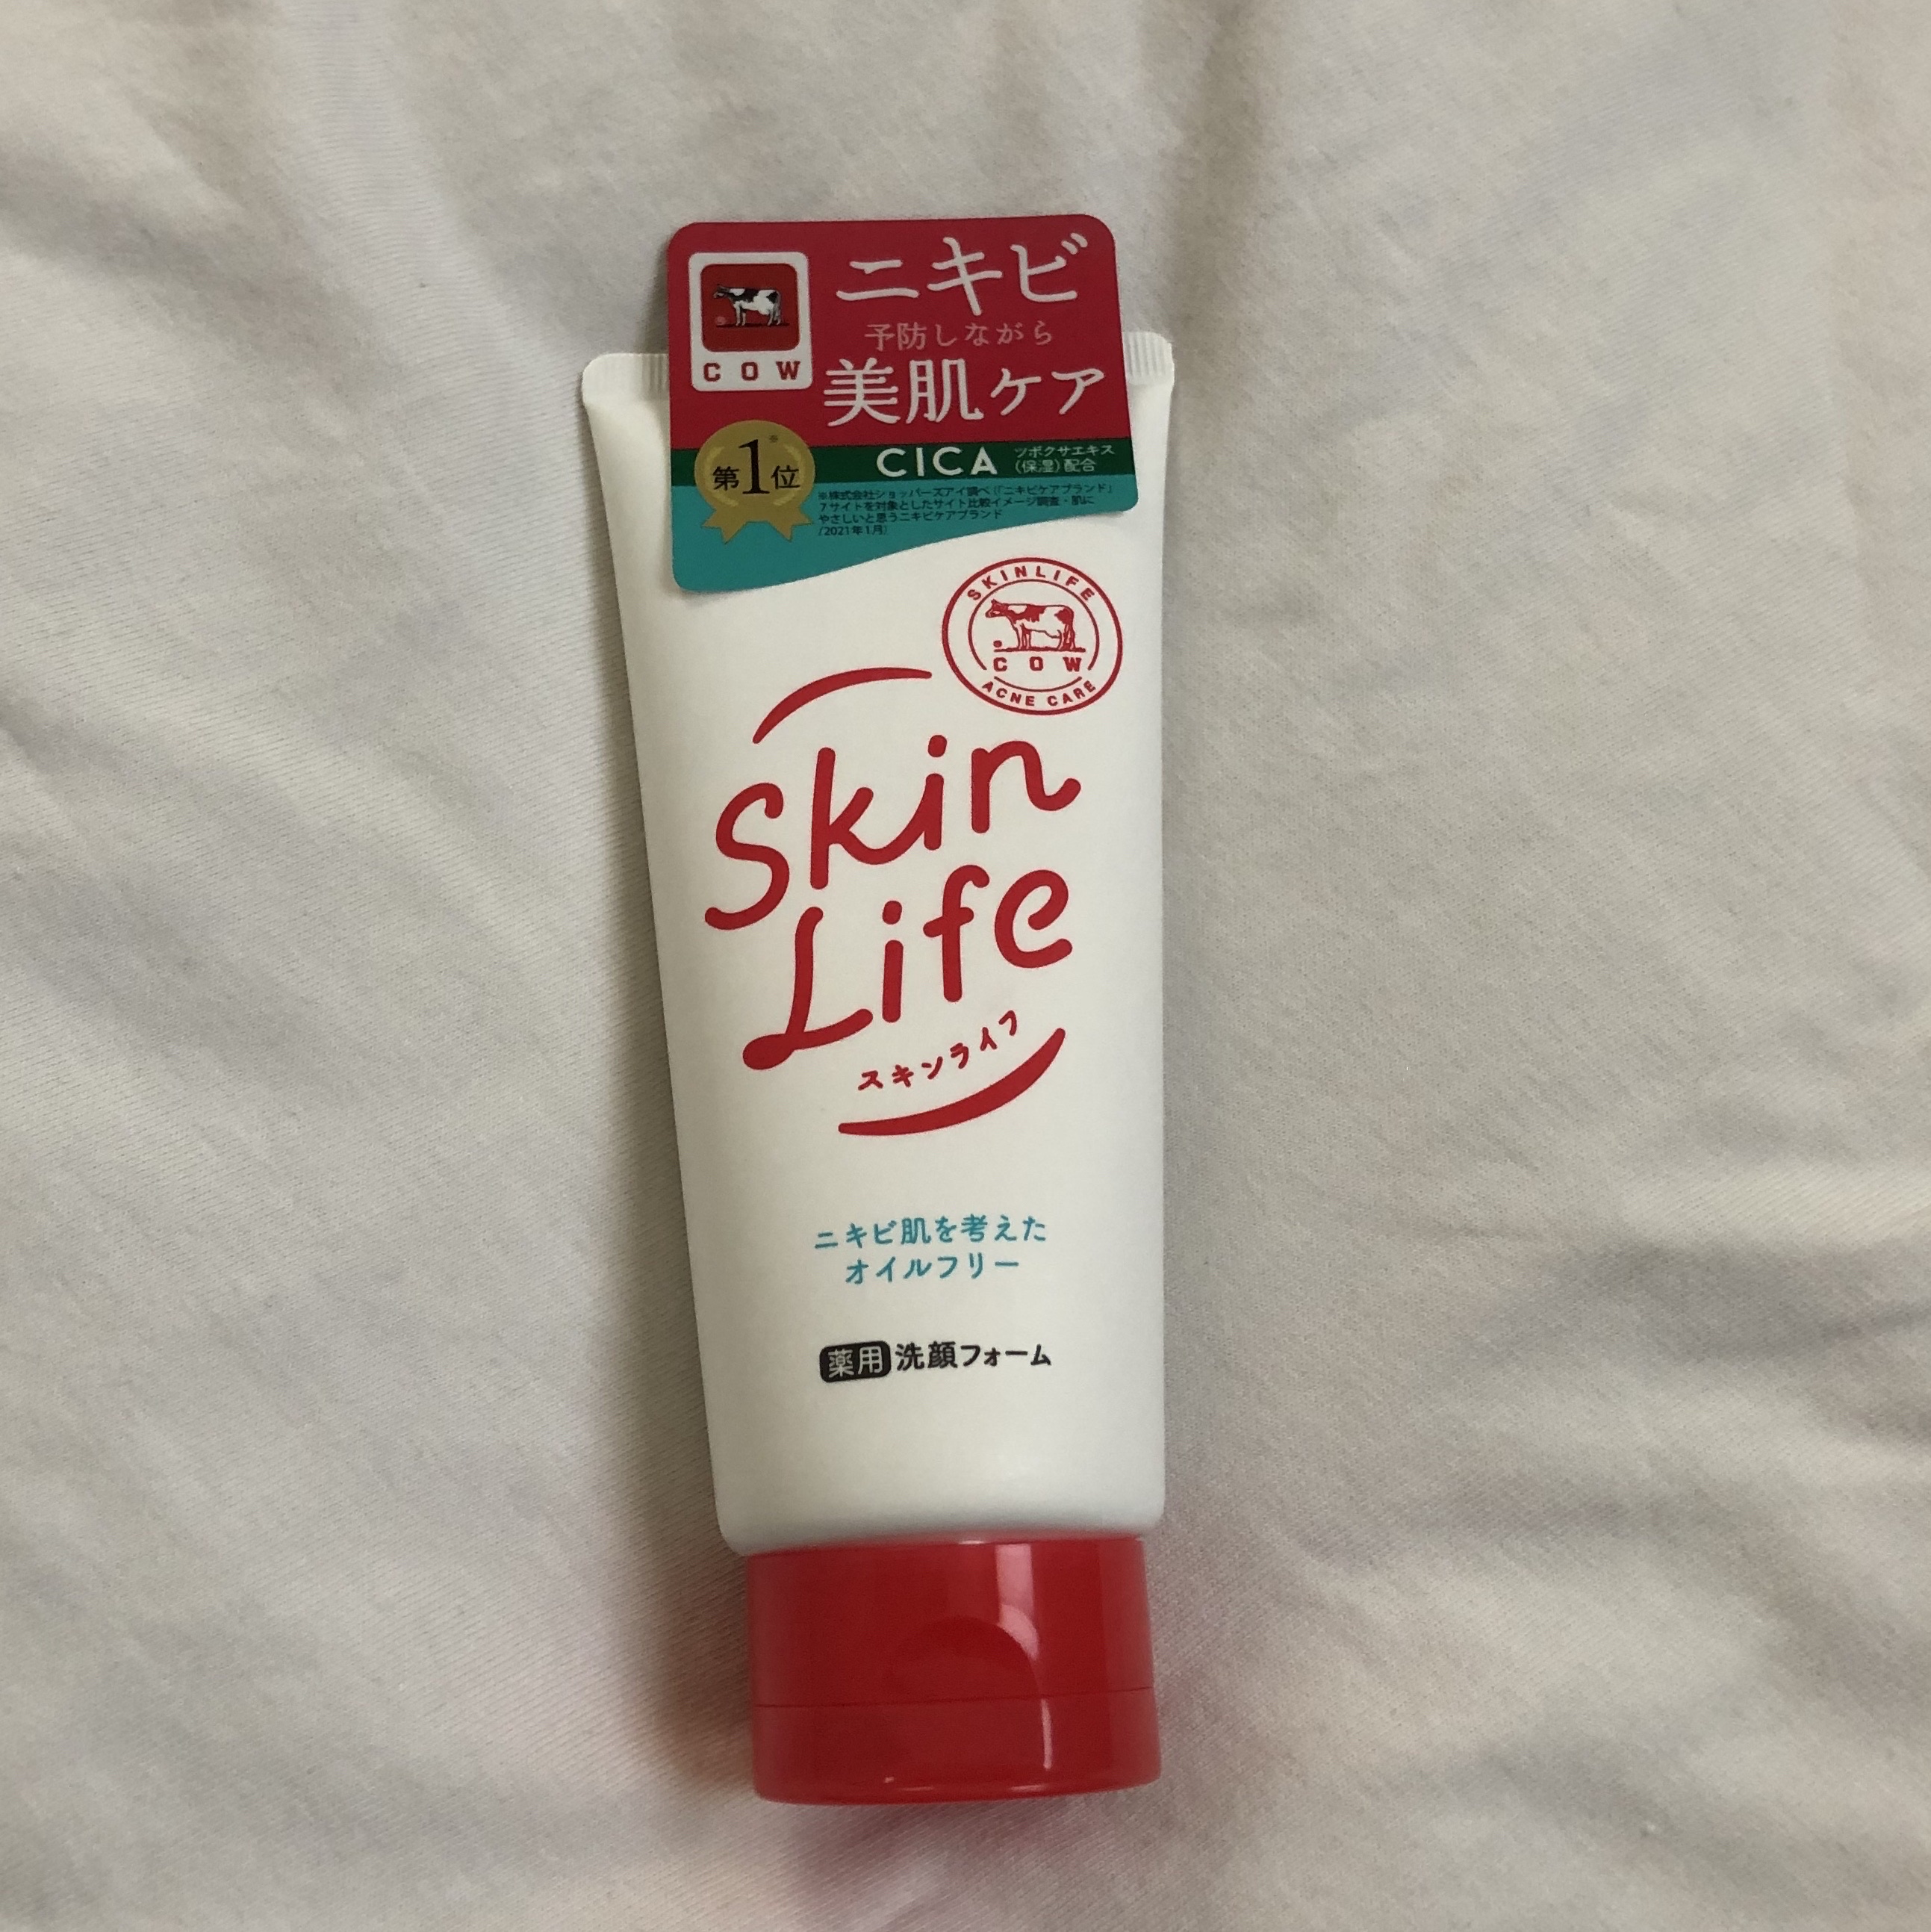 ニキビ
予防しながら
美肌ケア
COW
第1位※
CICA ツボクサエキス
(保湿)配合
※株式会社ショッパーズアイ調べ(「ニキビケアブランド」
7サイトを対象としたサイト比較イメージ調査・肌に
やさしいと思うニキビケアブランド
/2021年1月)
SKINLIFE
COW
ACNE CARE
Skin
Life
スキンライフ
ニキビ肌を考えた
オイルフリー
薬用 洗顔フォーム